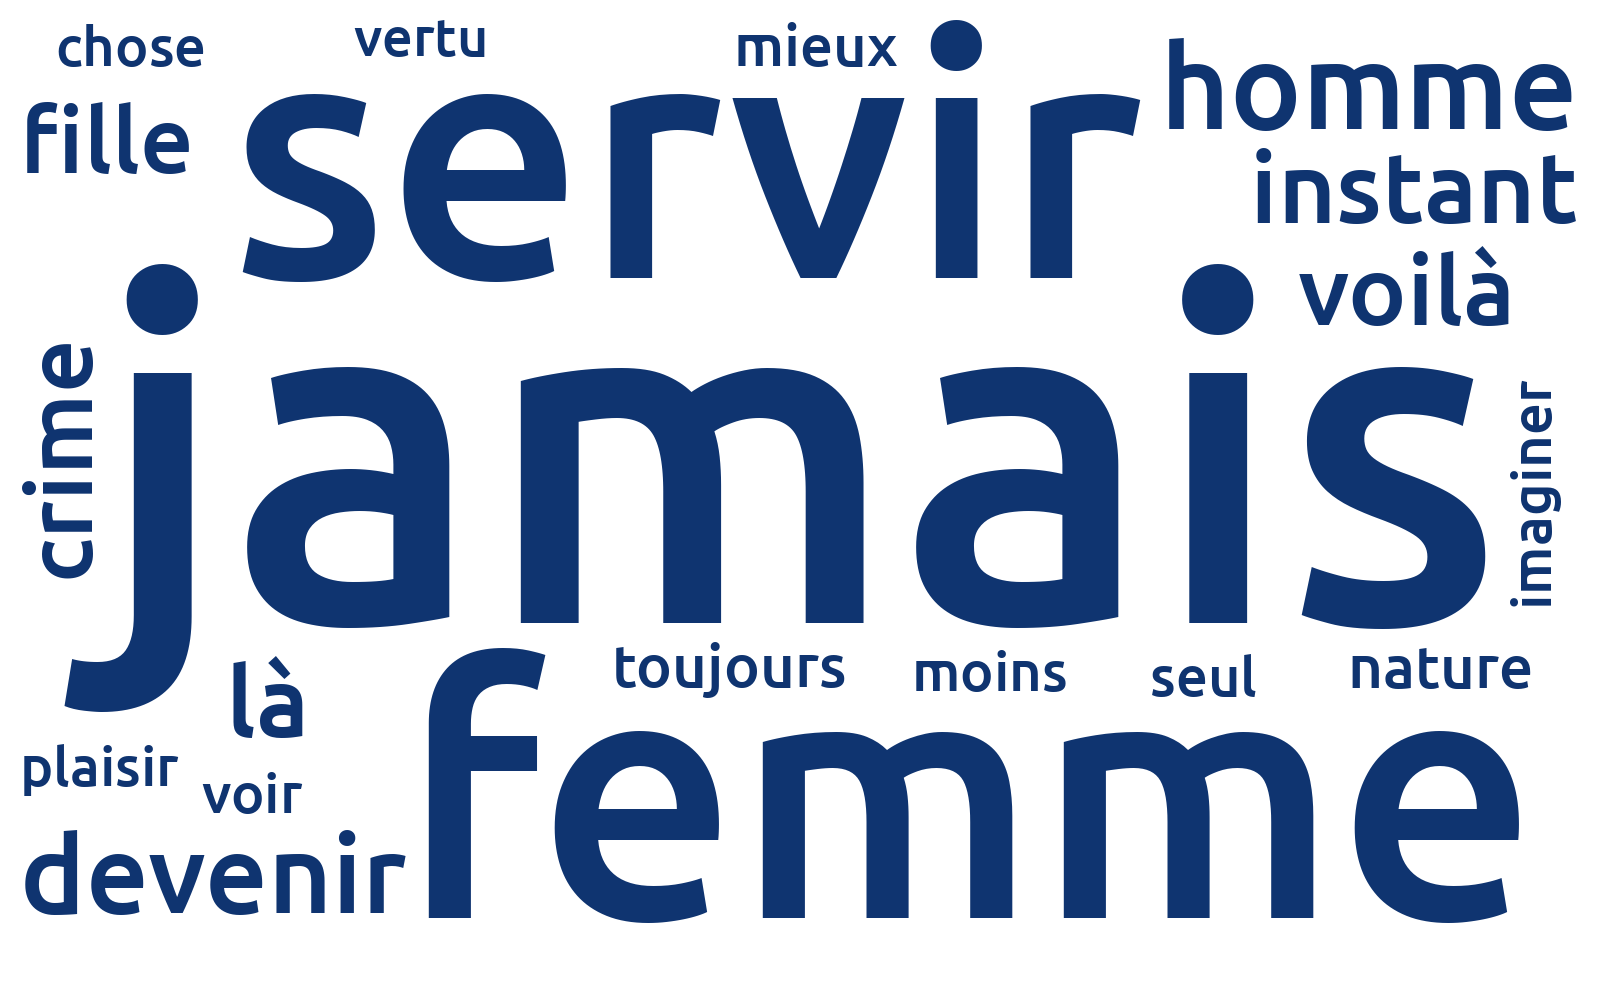 chose
vertu
mieux
servir
homme
fille
instant
voilà
crime
jamais
imaginer
là
toujours
moins
seul
nature
femme
plaisir
voir
devenir